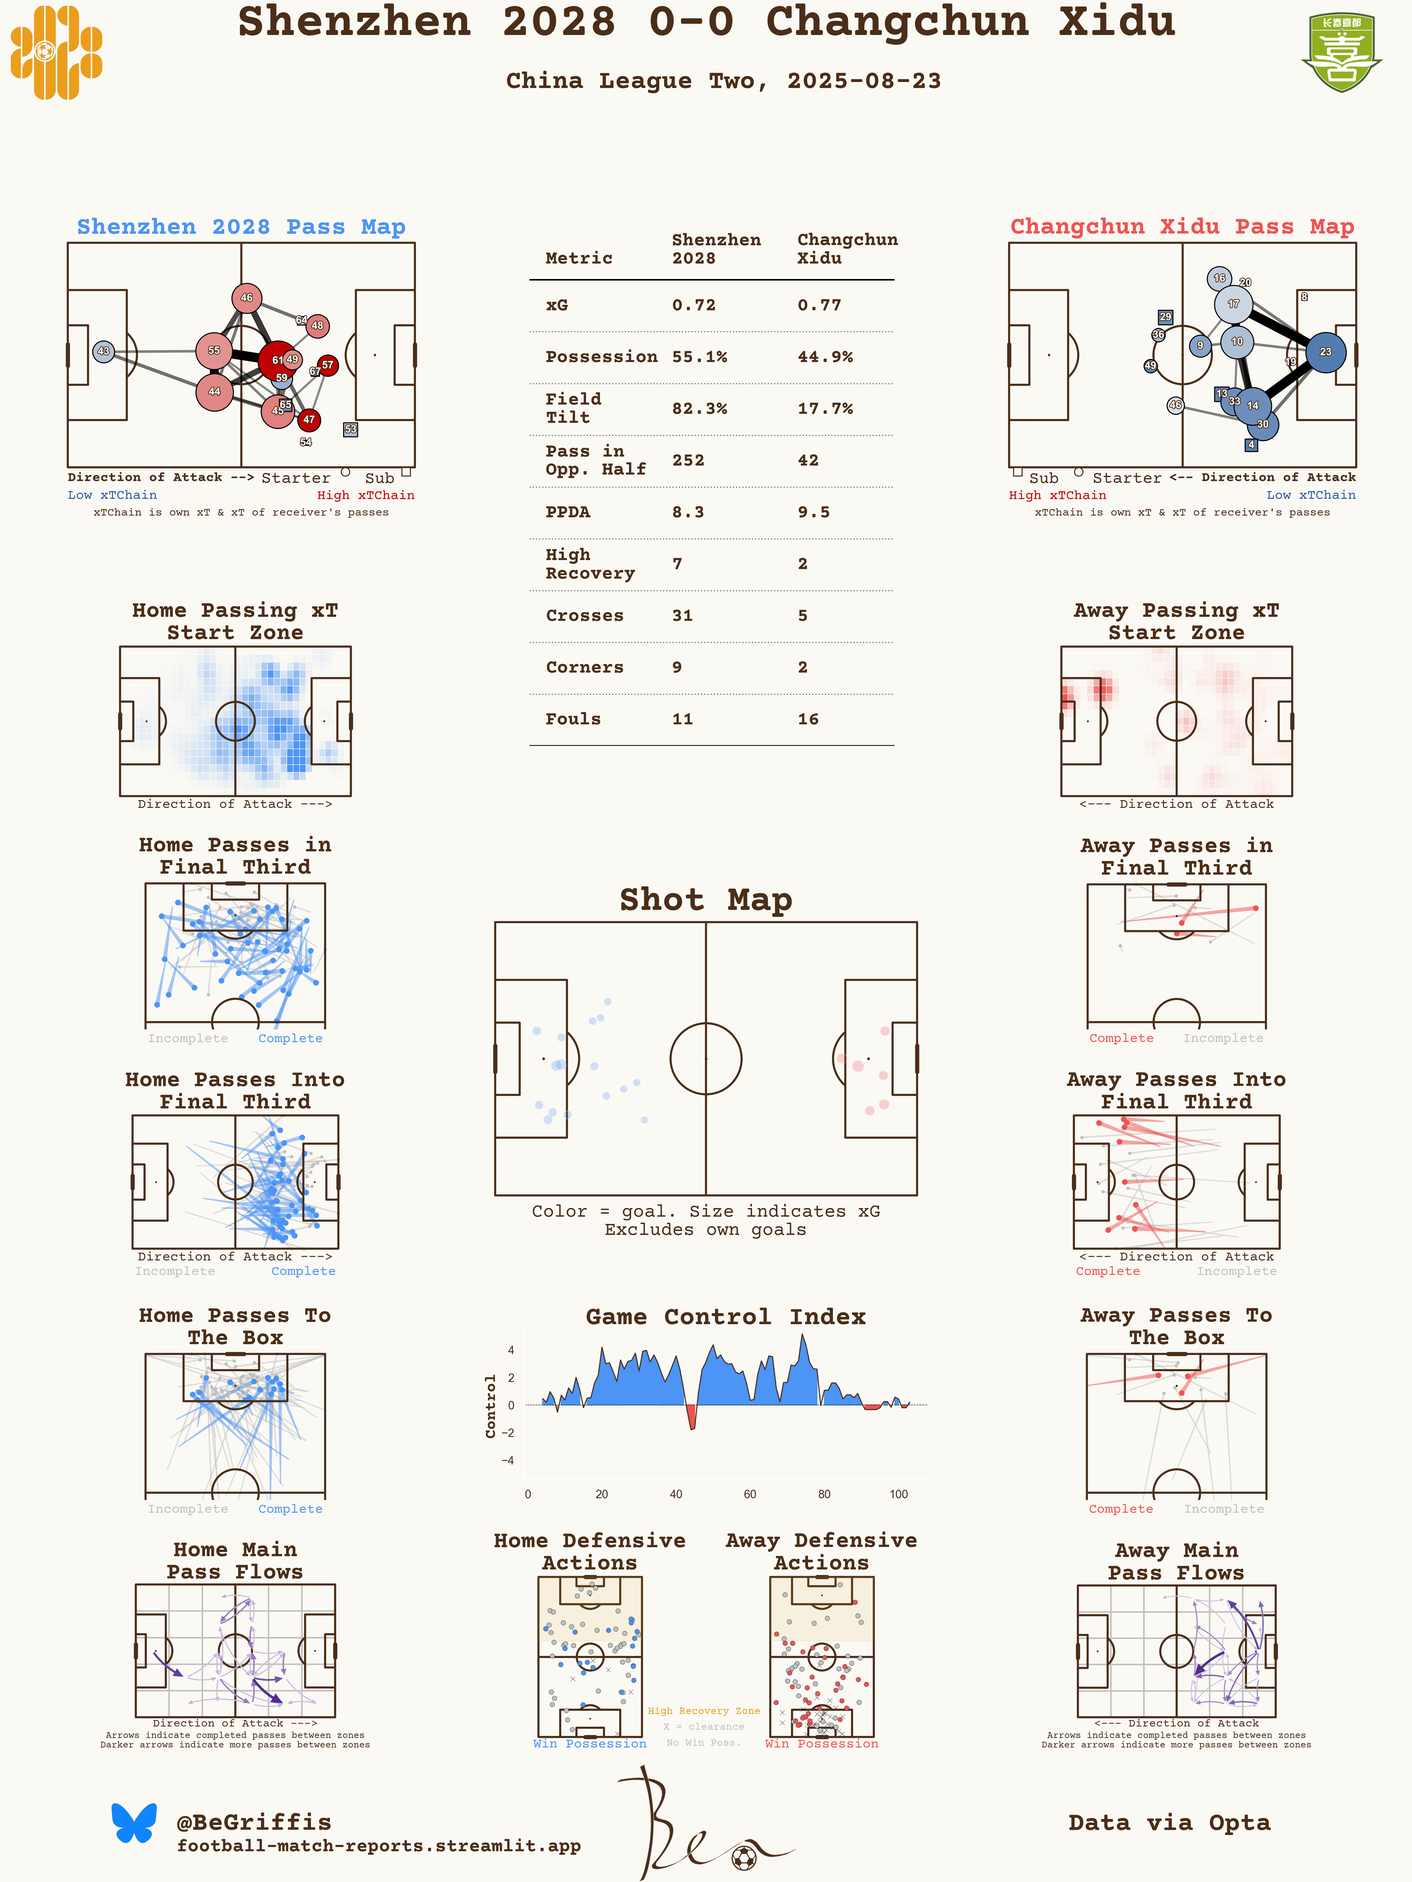 Shenzhen 2028 0-0 Changchun Xidu
China League Two, 2025-08-23
长春喜都
喜
Shenzhen 2028 Pass Map
46
64
48
43
55
61
49
57
59
67
44
45
65
47
54
53
Direction of Attack --> Starter Sub
Low xTChain High xTChain
xTChain is own xT & xT of receiver's passes
Metric Shenzhen 2028 Changchun Xidu
xG 0.72 0.77
Possession 55.1% 44.9%
Field Tilt 82.3% 17.7%
Pass in Opp. Half 252 42
PPDA 8.3 9.5
High Recovery 7 2
Crosses 31 5
Corners 9 2
Fouls 11 16
Changchun Xidu Pass Map
16
20
8
17
29
36
9
10
23
49
19
13
33
46
14
30
4
Sub Starter <-- Direction of Attack
High xTChain Low xTChain
xTChain is own xT & xT of receiver's passes
Home Passing xT
Start Zone
Direction of Attack --->
Away Passing xT
Start Zone
<--- Direction of Attack
Home Passes in
Final Third
Incomplete Complete
Away Passes in
Final Third
Complete Incomplete
Shot Map
Color = goal. Size indicates xG
Excludes own goals
Home Passes Into
Final Third
Direction of Attack --->
Incomplete Complete
Away Passes Into
Final Third
<--- Direction of Attack
Complete Incomplete
Home Passes To
The Box
Incomplete Complete
Game Control Index
Control
4
2
0
−2
−4
0 20 40 60 80 100
Away Passes To
The Box
Complete Incomplete
Home Main
Pass Flows
Direction of Attack --->
Arrows indicate completed passes between zones
Darker arrows indicate more passes between zones
Home Defensive
Actions
Win Possession
High Recovery Zone
X = clearance
No Win Poss.
Away Defensive
Actions
Win Possession
Away Main
Pass Flows
<--- Direction of Attack
Arrows indicate completed passes between zones
Darker arrows indicate more passes between zones
@BeGriffis
football-match-reports.streamlit.app
Ben
Data via Opta